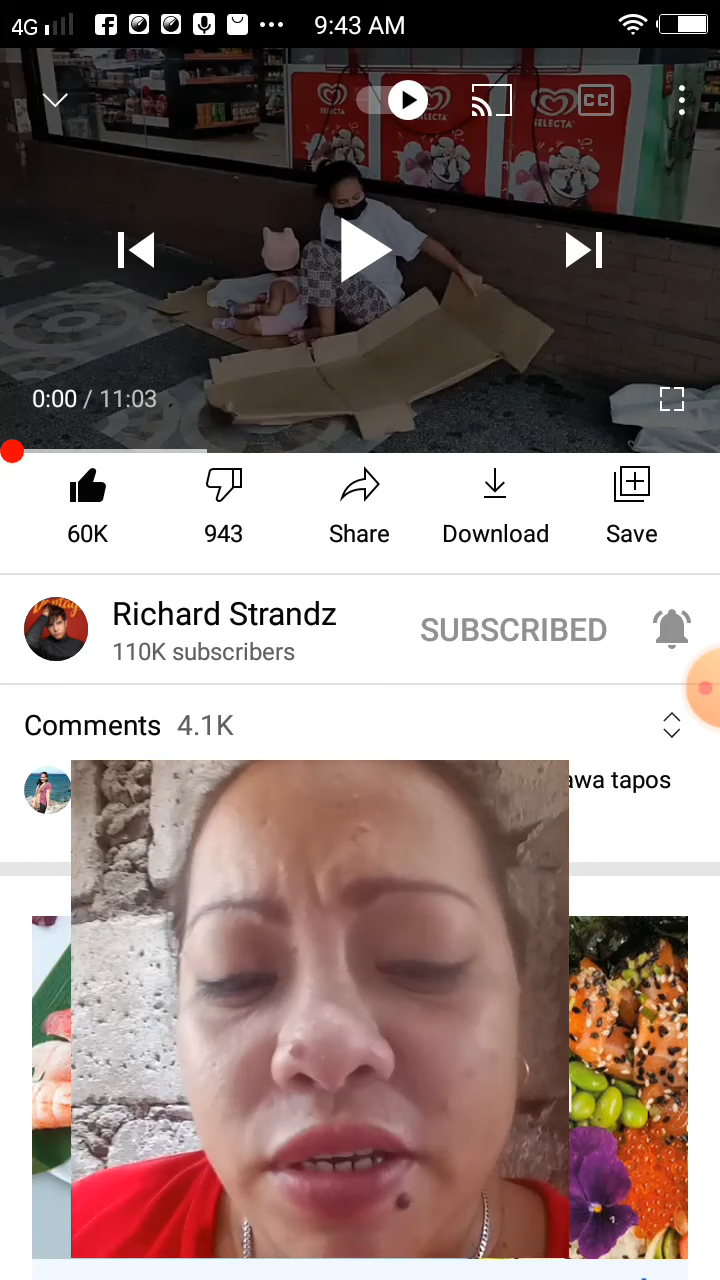 4G 9:43 AM
SELECTA
SELECTA
SELECTA
CC
0:00 / 11:03
60K
943
Share
Download
Save
Richard Strandz
110K subscribers
SUBSCRIBED
Comments 4.1K
awa tapos